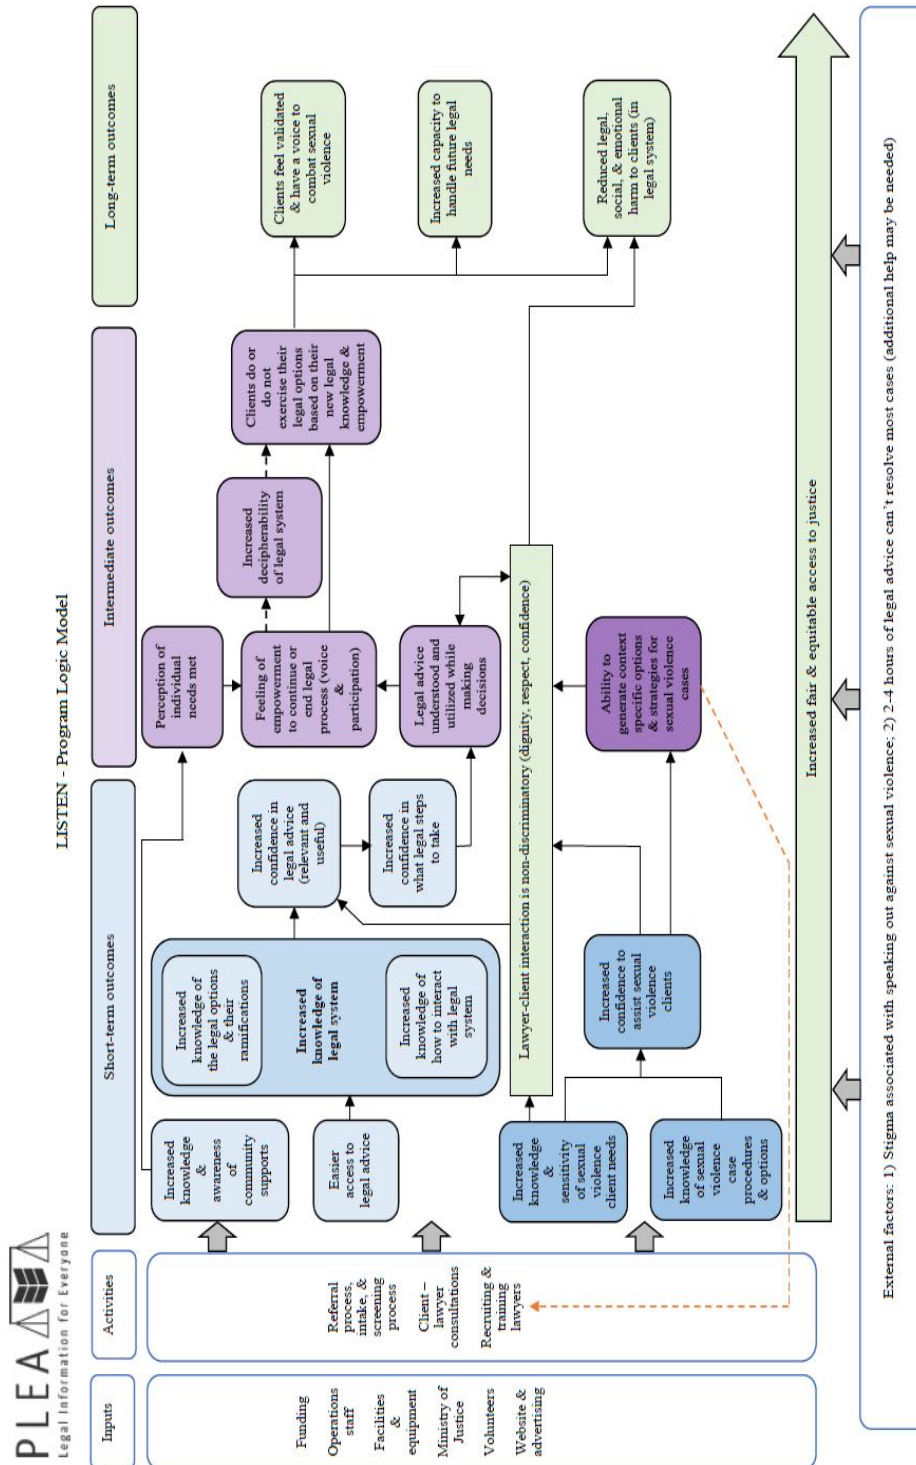 PLEA
Legal Information for Everyone
LISTEN - Program Logic Model
Inputs
Activities
Short-term outcomes
Intermediate outcomes
Long-term outcomes
Funding
Operations
staff
Facilities
&
equipment
Ministry of
Justice
Volunteers
Website &
advertising
Referral
process,
intake, &
screening
process
Client –
lawyer
consultations
Recruiting &
training
lawyers
Increased
knowledge
&
awareness
of
community
supports
Easier
access to
legal advice
Increased
knowledge
&
sensitivity
of sexual
violence
client needs
Increased
knowledge
of sexual
violence
case
procedures
& options
Increased
knowledge of
the legal options
& their
ramifications
Increased
knowledge of
legal system
Increased
knowledge of
how to interact
with legal
system
Increased
confidence in
legal advice
(relevant and
useful)
Increased
confidence in
what legal steps
to take
Increased
confidence to
assist sexual
violence
clients
Lawyer-client interaction is non-discriminatory (dignity, respect, confidence)
Perception of
individual
needs met
Feeling of
empowerment
to continue or
end legal
process (voice
&
participation)
Legal advice
understood and
utilized while
making
decisions
Ability to
generate context
specific options
& strategies for
sexual violence
cases
Increased
decipherability
of legal system
Clients do or
do not
exercise their
legal options
based on their
new legal
knowledge &
empowerment
Clients feel validated
& have a voice to
combat sexual
violence
Increased capacity to
handle future legal
needs
Reduced legal,
social, & emotional
harm to clients (in
legal system)
Increased fair & equitable access to justice
External factors: 1) Stigma associated with speaking out against sexual violence; 2) 2-4 hours of legal advice can't resolve most cases (additional help may be needed)